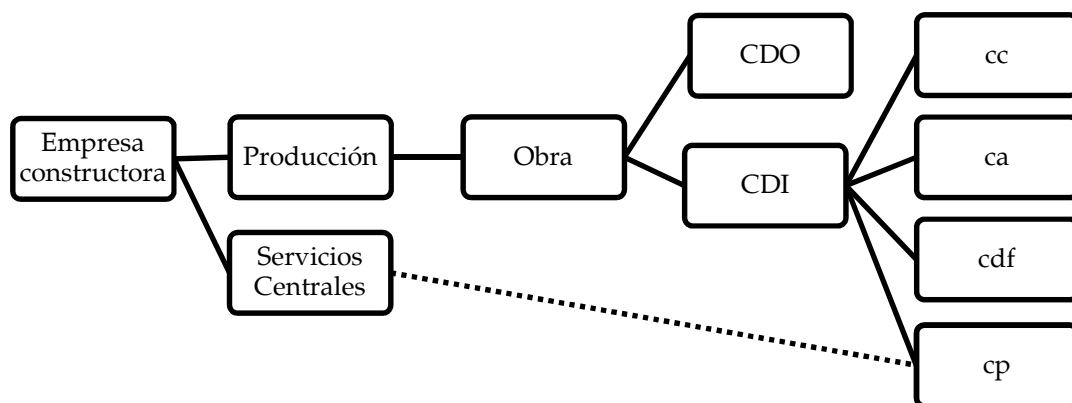 Empresa
constructora
Producción
Servicios
Centrales
Obra
CDO
CDI
cc
ca
cdf
cp